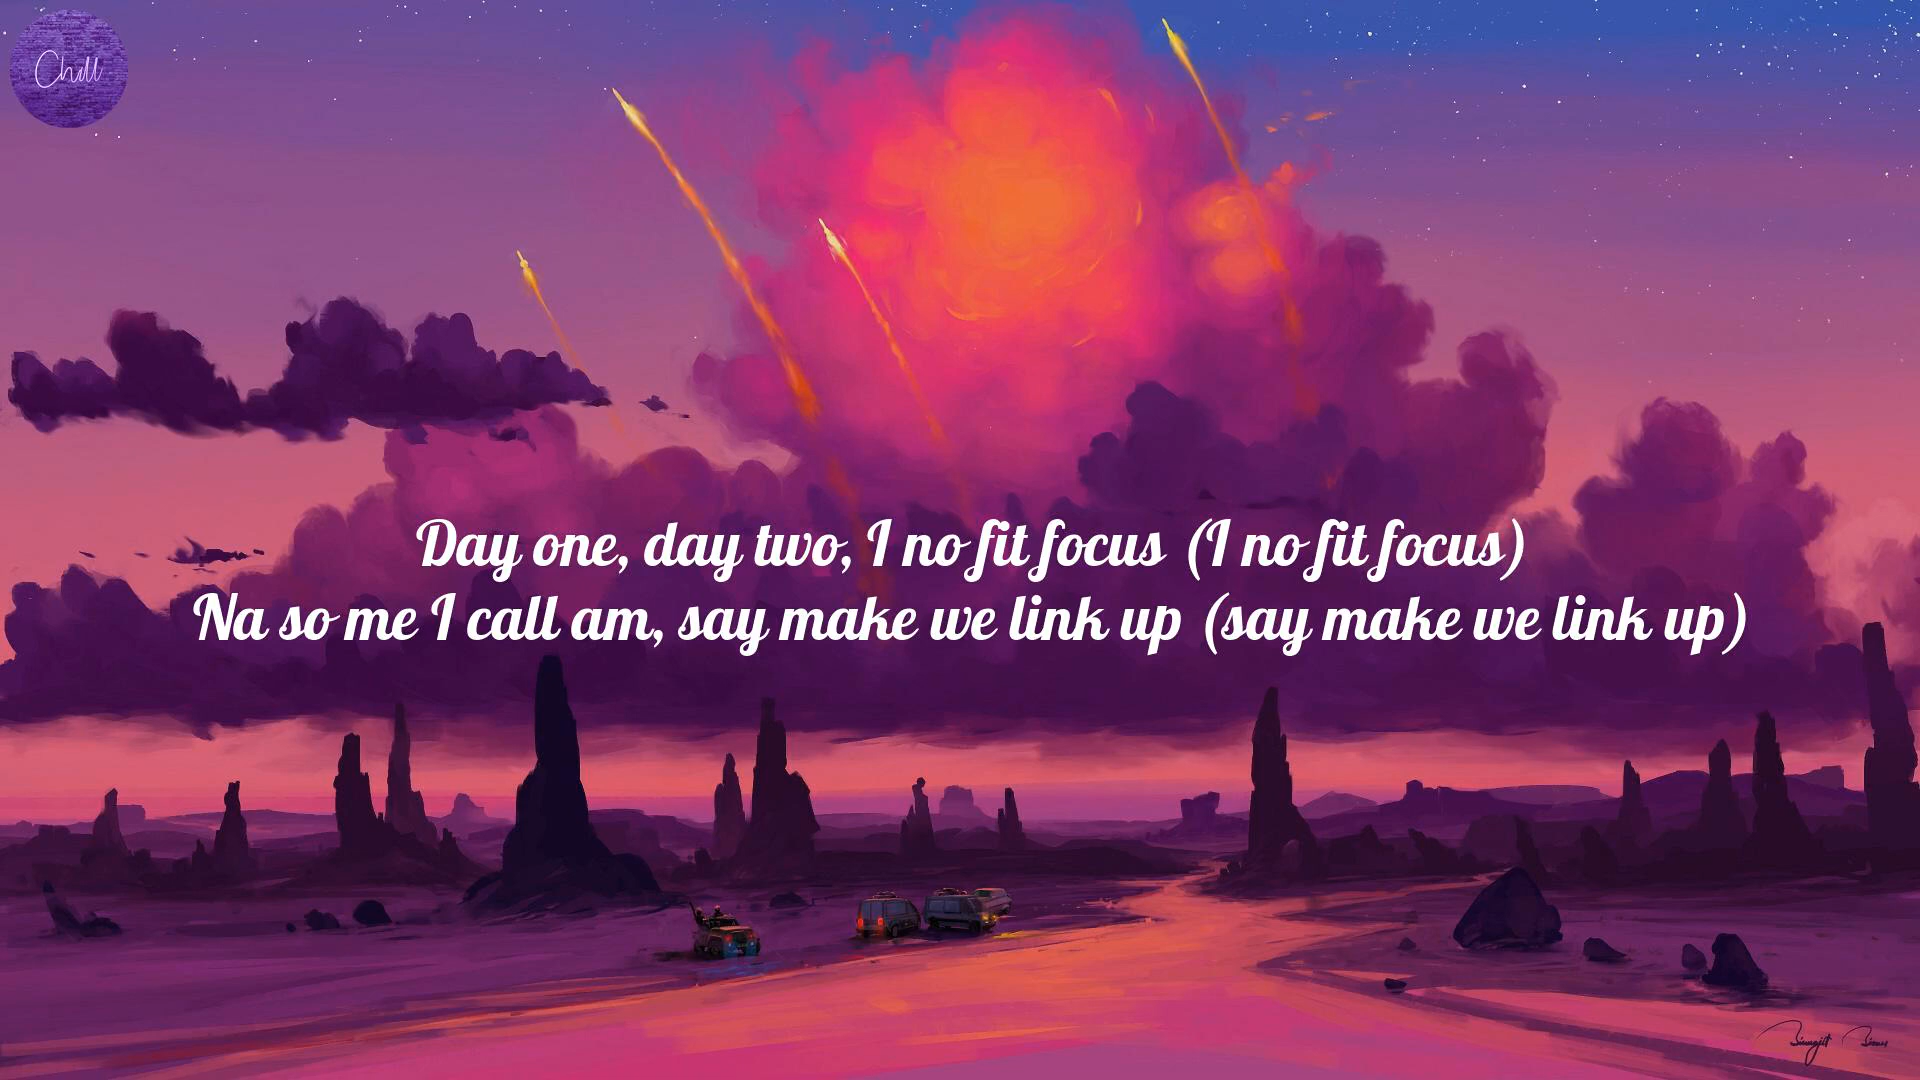 Chill
Day one, day two, I no fit focus (I no fit focus)
Na so me I call am, say make we link up (say make we link up)